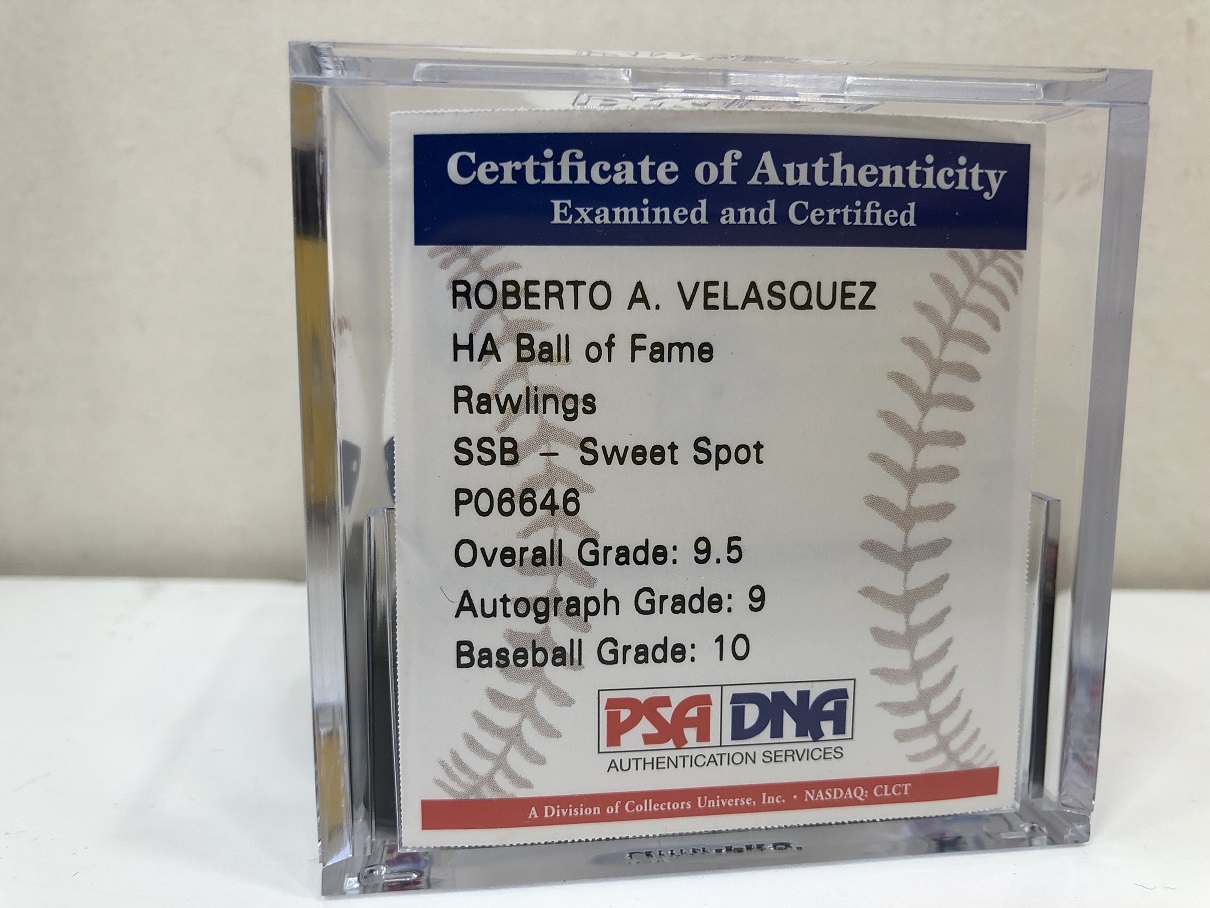 Certificate of Authenticity
Examined and Certified
ROBERTO A. VELASQUEZ
HA Ball of Fame
Rawlings
SSB – Sweet Spot
P06646
Overall Grade: 9.5
Autograph Grade: 9
Baseball Grade: 10
PSA DNA
AUTHENTICATION SERVICES
A Division of Collectors Universe, Inc. · NASDAQ: CLCT